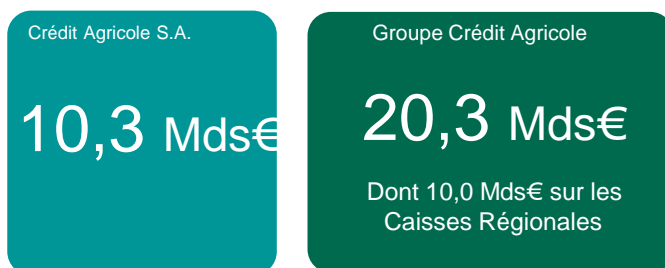 Crédit Agricole S.A.
10,3 Mds€
Groupe Crédit Agricole
20,3 Mds€
Dont 10,0 Mds€ sur les
Caisses Régionales